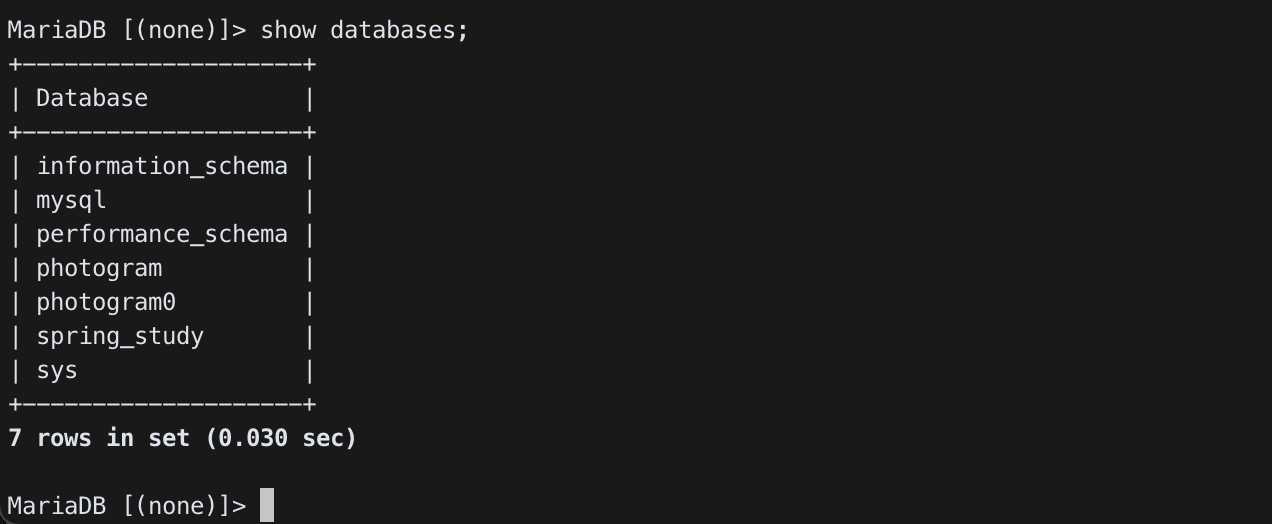 MariaDB [(none)]> show databases;
+--------------------+
| Database           |
+--------------------+
| information_schema |
| mysql              |
| performance_schema |
| photogram          |
| photogram0         |
| spring_study       |
| sys                |
+--------------------+
7 rows in set (0.030 sec)
MariaDB [(none)]>